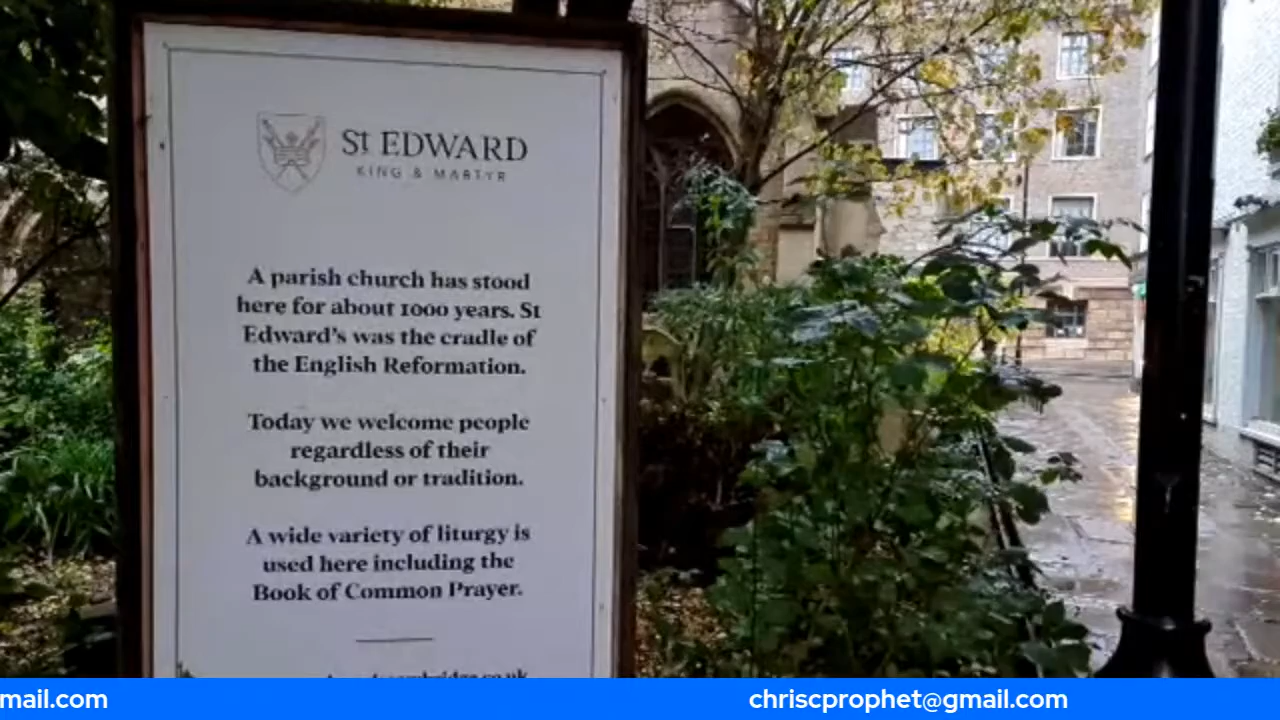 St EDWARD
KING & MARTYR
A parish church has stood
here for about 1000 years. St
Edward's was the cradle of
the English Reformation.
Today we welcome people
regardless of their
background or tradition.
A wide variety of liturgy is
used here including the
Book of Common Prayer.
mail.com
chriscprophet@gmail.com